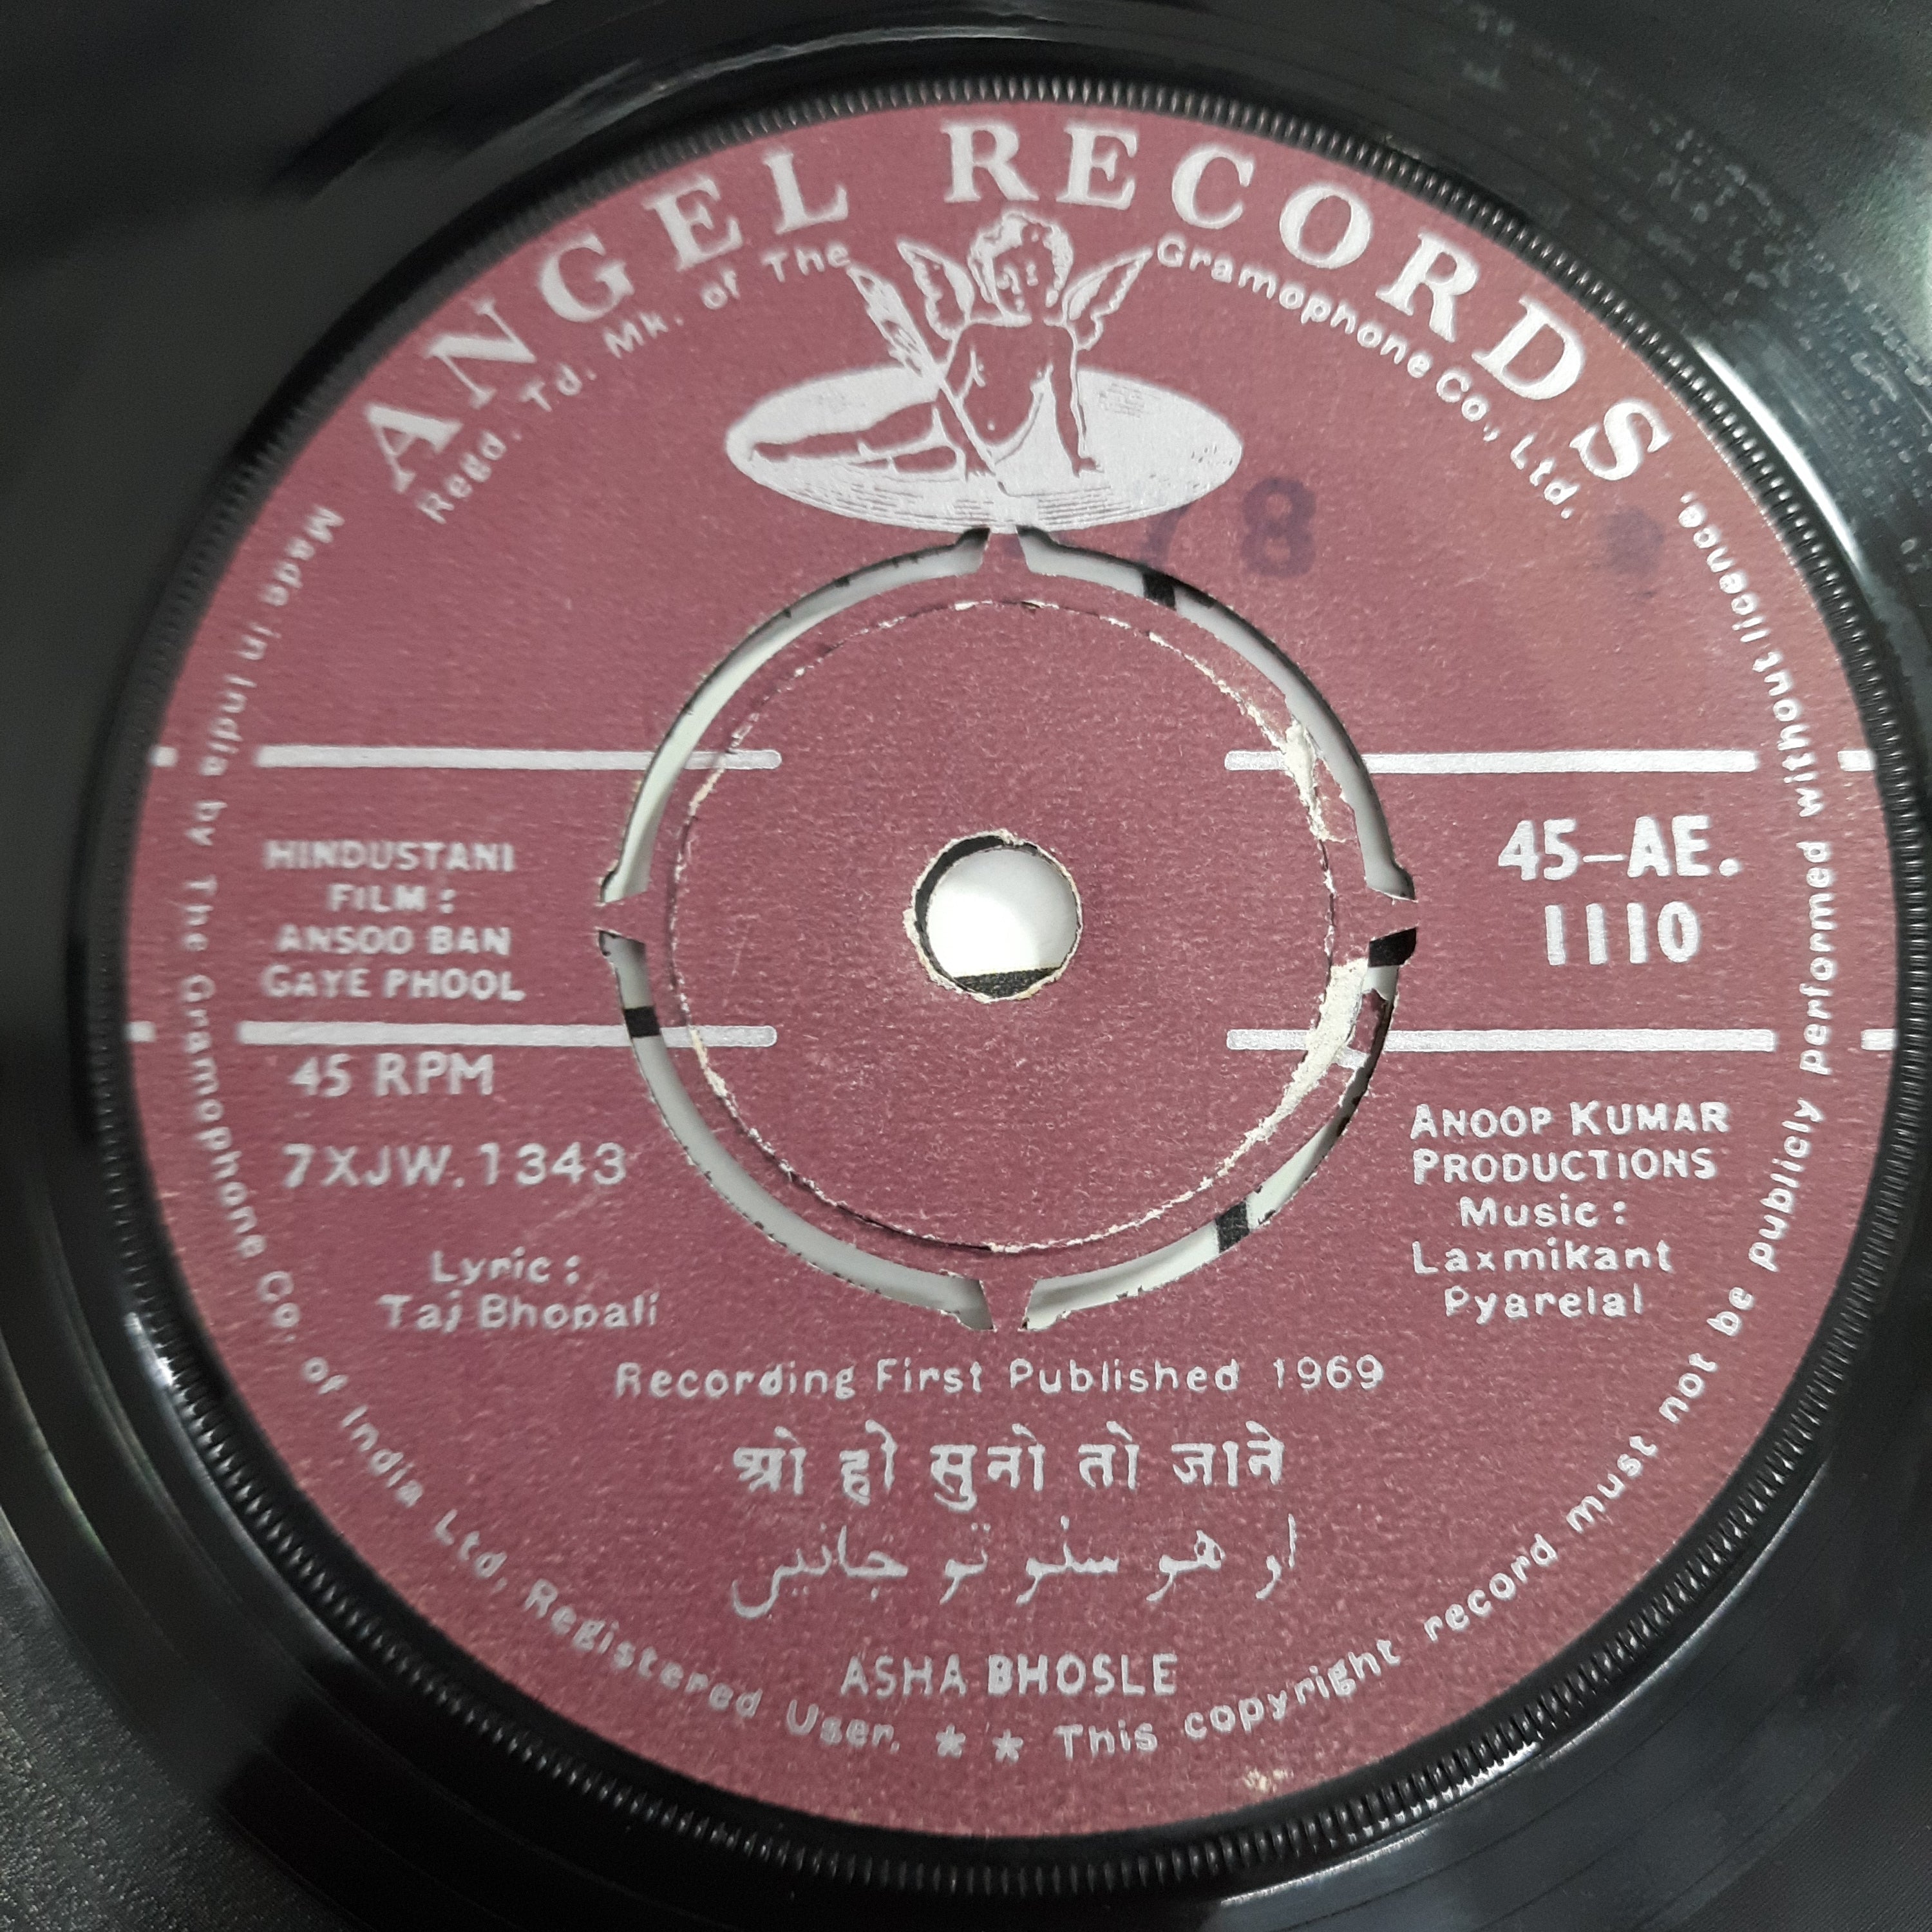 ANGEL RECORDS
Regd. Td. Mk. of The Gramophone Co., Ltd.
78
HINDUSTANI
FILM :
ANSOO BAN
GAYE PHOOL
45-AE.
1110
45 RPM
7XJW.1343
Lyric :
Taj Bhopali
ANOOP KUMAR
PRODUCTIONS
Music :
Laxmikant
Pyarelal
Recording First Published 1969
ओ हो सुनो तो जाने
او هو سنو تو جانیں
ASHA BHOSLE
Made in India by The Gramophone Co. of India Ltd, Registered User. ★ ★ This copyright record must not be publicly performed without licence.